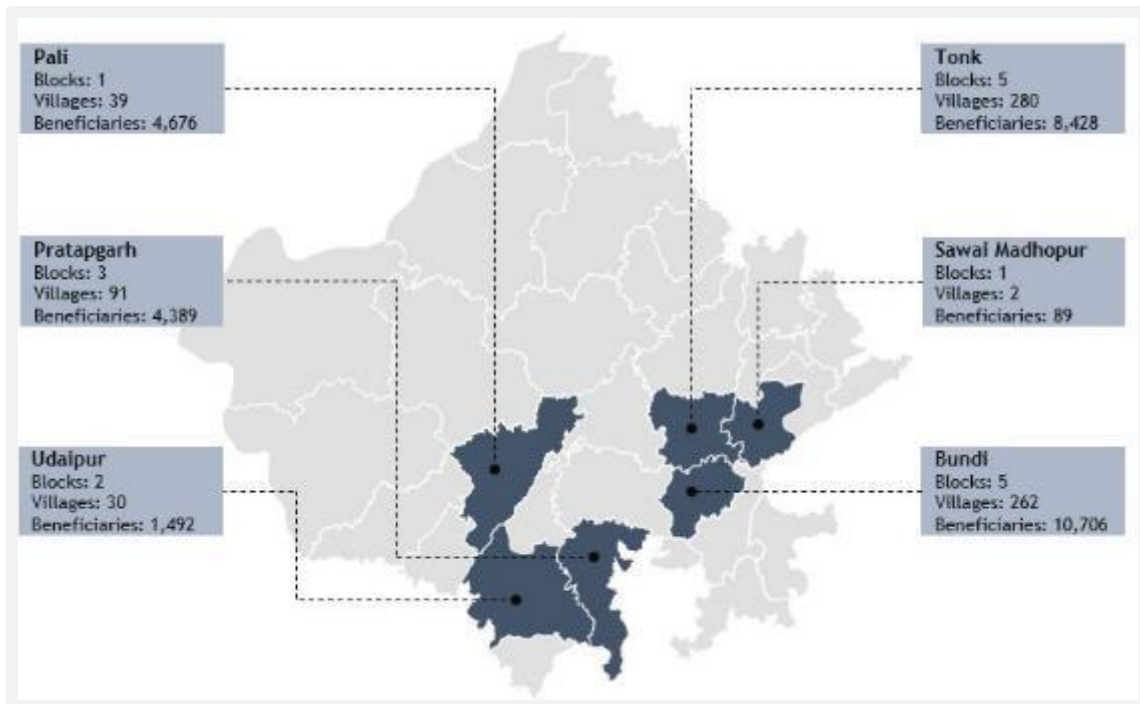 Pali
Blocks: 1
Villages: 39
Beneficiaries: 4,676
Pratapgarh
Blocks: 3
Villages: 91
Beneficiaries: 4,389
Udaipur
Blocks: 2
Villages: 30
Beneficiaries: 1,492
Tonk
Blocks: 5
Villages: 280
Beneficiaries: 8,428
Sawai Madhopur
Blocks: 1
Villages: 2
Beneficiaries: 89
Bundi
Blocks: 5
Villages: 262
Beneficiaries: 10,706